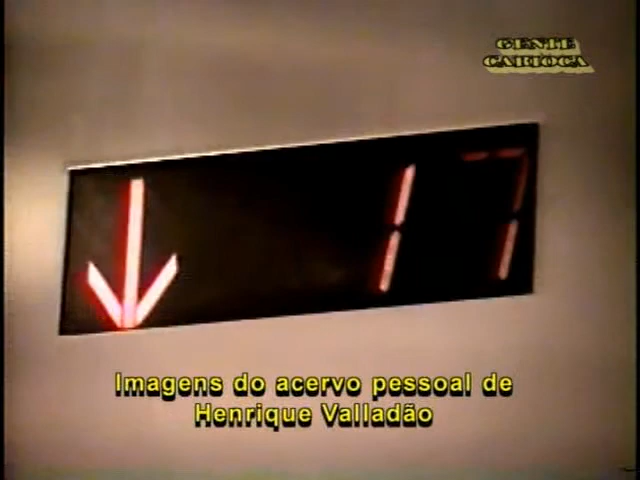 GENTE
CARIOCA
17
Imagens do acervo pessoal de
Henrique Valladão